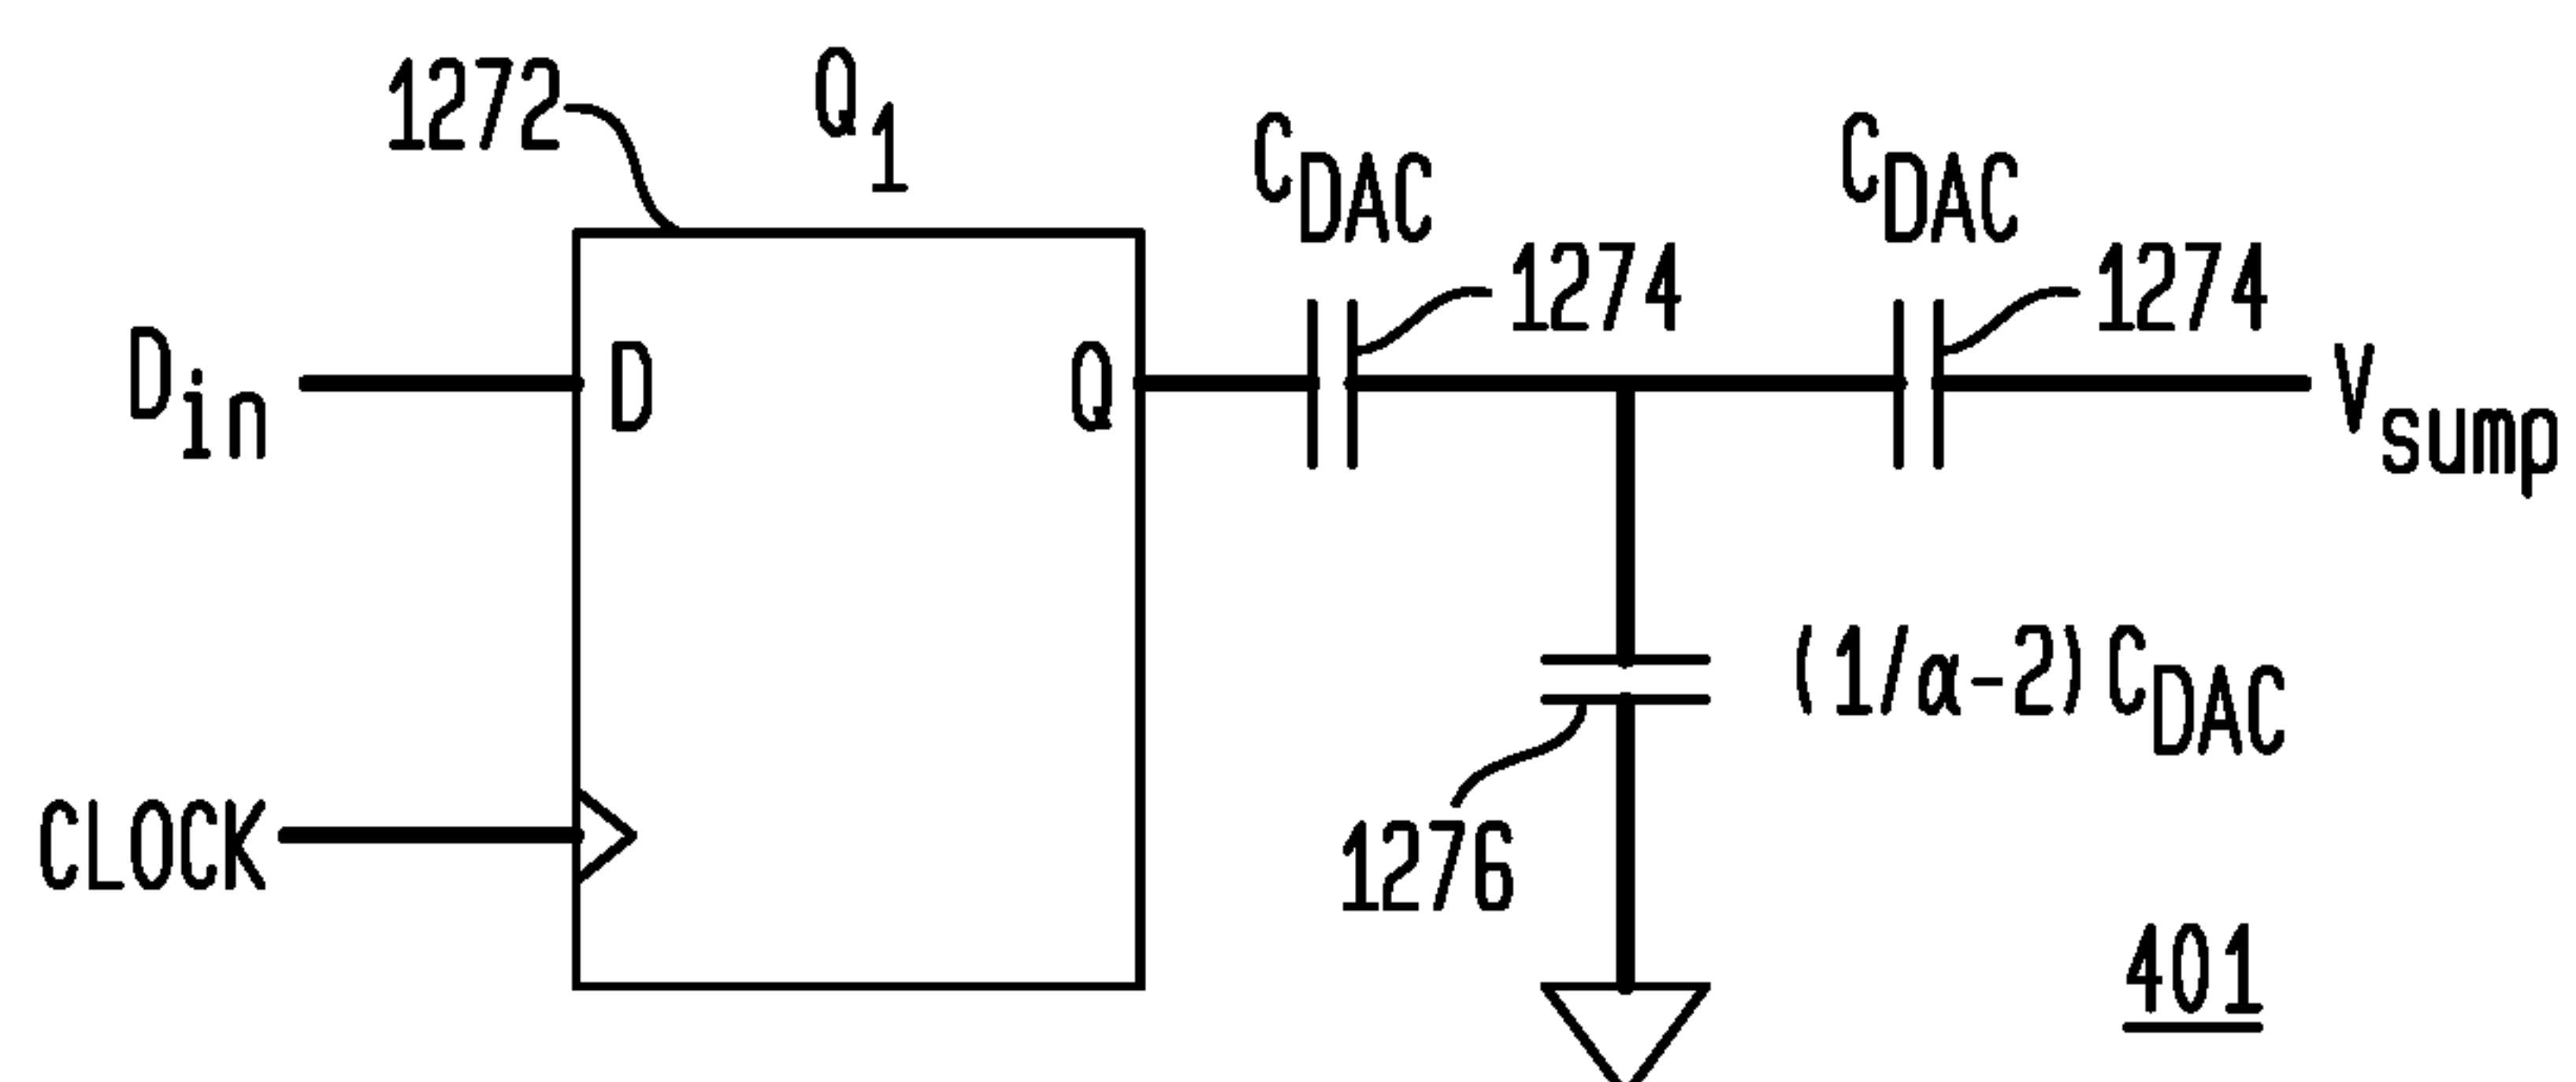 1272
Q1
CDAC
CDAC
1274
1274
Din
D
Q
Vsump
(1/α-2)CDAC
CLOCK
1276
401